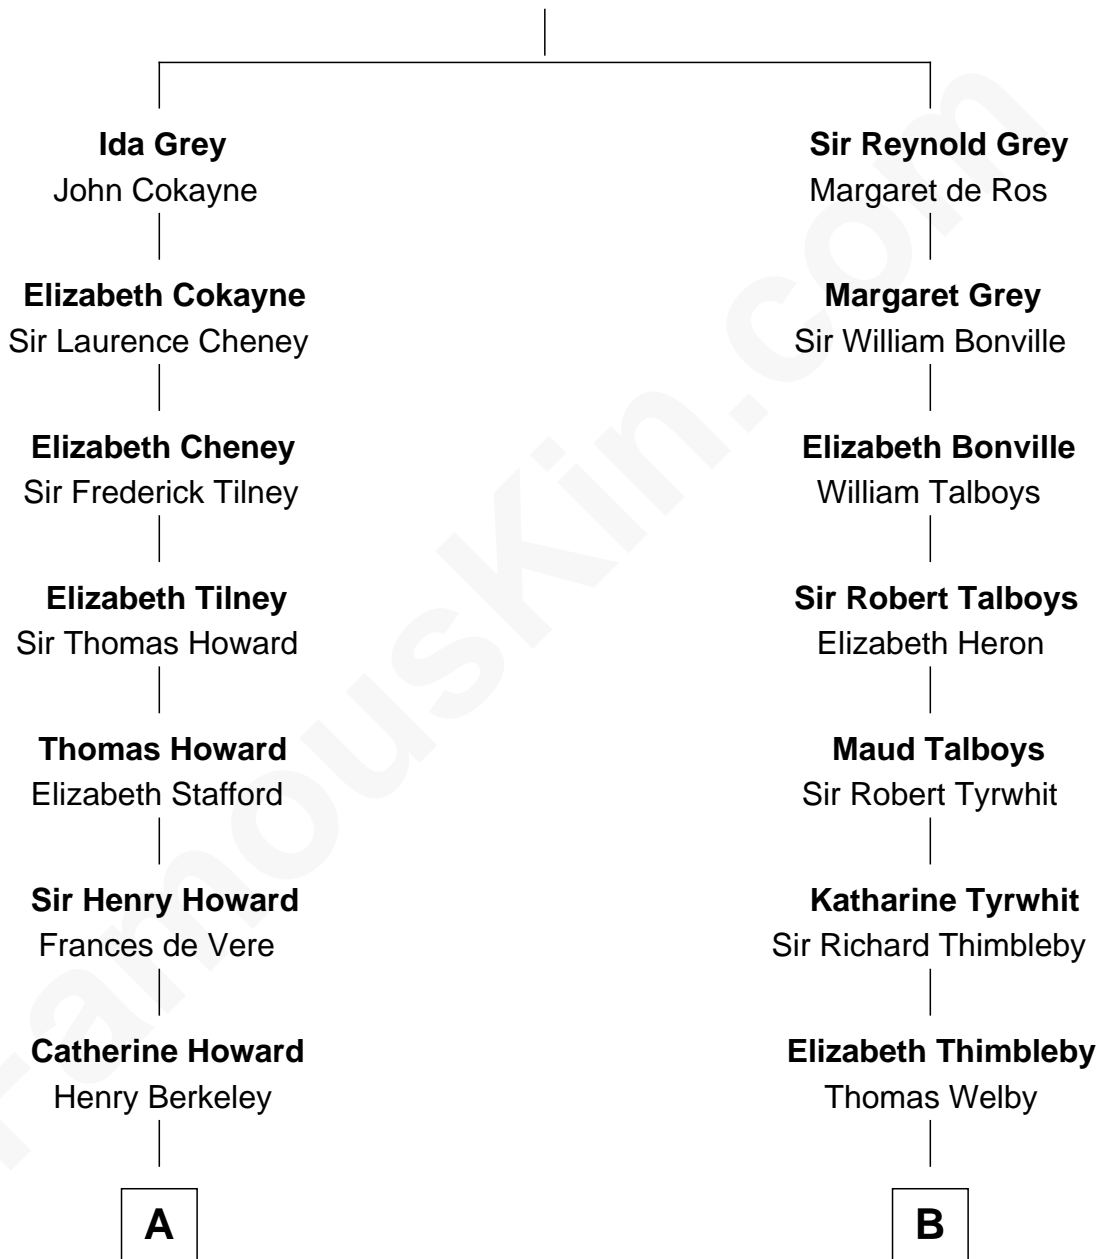 Ida Grey
John Cokayne
Elizabeth Cokayne
Sir Laurence Cheney
Elizabeth Cheney
Sir Frederick Tilney
Elizabeth Tilney
Sir Thomas Howard
Thomas Howard
Elizabeth Stafford
Sir Henry Howard
Frances de Vere
Catherine Howard
Henry Berkeley
A
Sir Reynold Grey
Margaret de Ros
Margaret Grey
Sir William Bonville
Elizabeth Bonville
William Talboys
Sir Robert Talboys
Elizabeth Heron
Maud Talboys
Sir Robert Tyrwhit
Katharine Tyrwhit
Sir Richard Thimbleby
Elizabeth Thimbleby
Thomas Welby
B
FamousKin.com